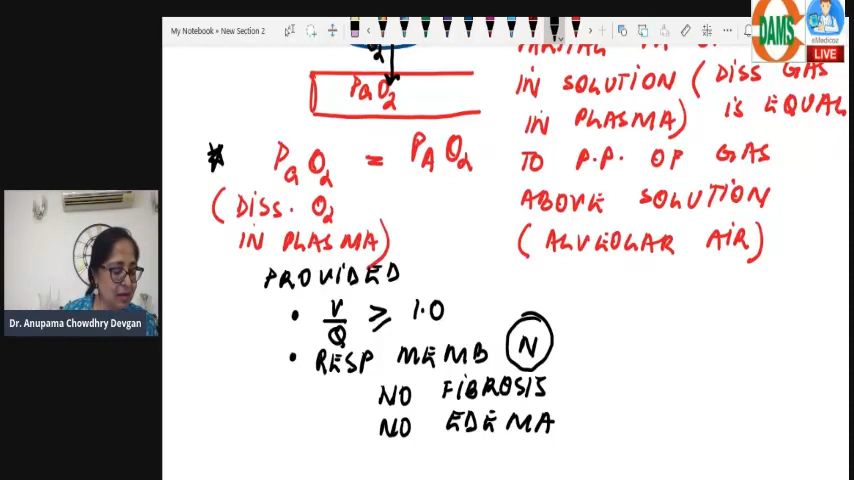 My Notebook » New Section 2
DAMS
eMedicoz
LIVE
O2
PaO2
IN SOLUTION (DISS GAS
IN PLASMA) IS EQUAL
TO P.P. OF GAS
ABOVE SOLUTION
(ALVEOLAR AIR)
* PaO2 = PAO2
(DISS. O2
IN PLASMA)
PROVIDED
• V/Q ≥ 1.0
• RESP MEMB N
NO FIBROSIS
NO EDEMA
Dr. Anupama Chowdhry Devgan